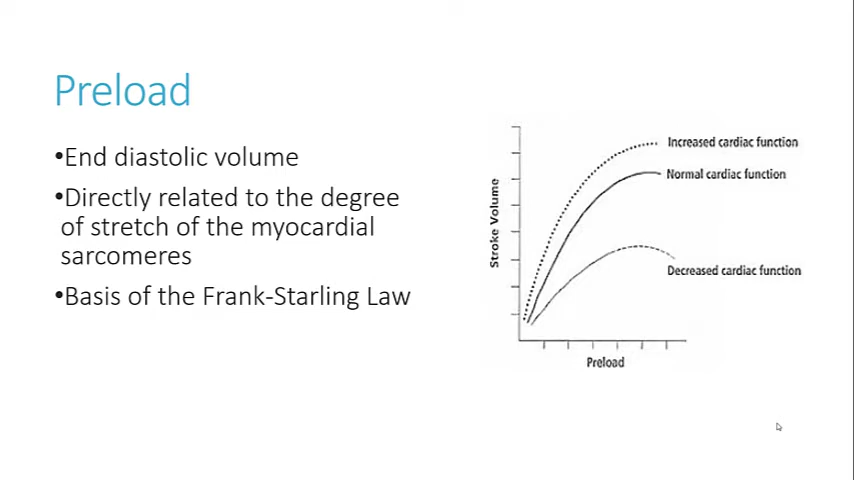 Preload
•End diastolic volume
•Directly related to the degree
of stretch of the myocardial
sarcomeres
•Basis of the Frank-Starling Law
Increased cardiac function
Normal cardiac function
Decreased cardiac function
Stroke Volume
Preload